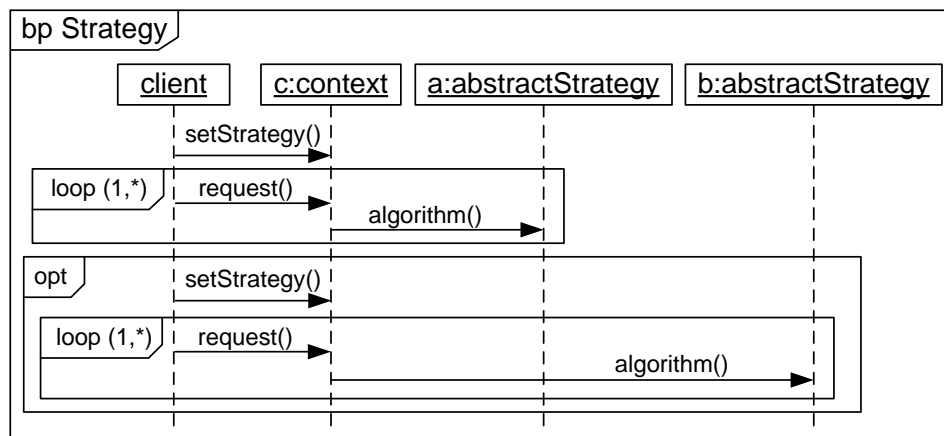 bp Strategy
client c:context a:abstractStrategy b:abstractStrategy
setStrategy()
loop (1,*) request()
algorithm()
opt
setStrategy()
loop (1,*) request()
algorithm()